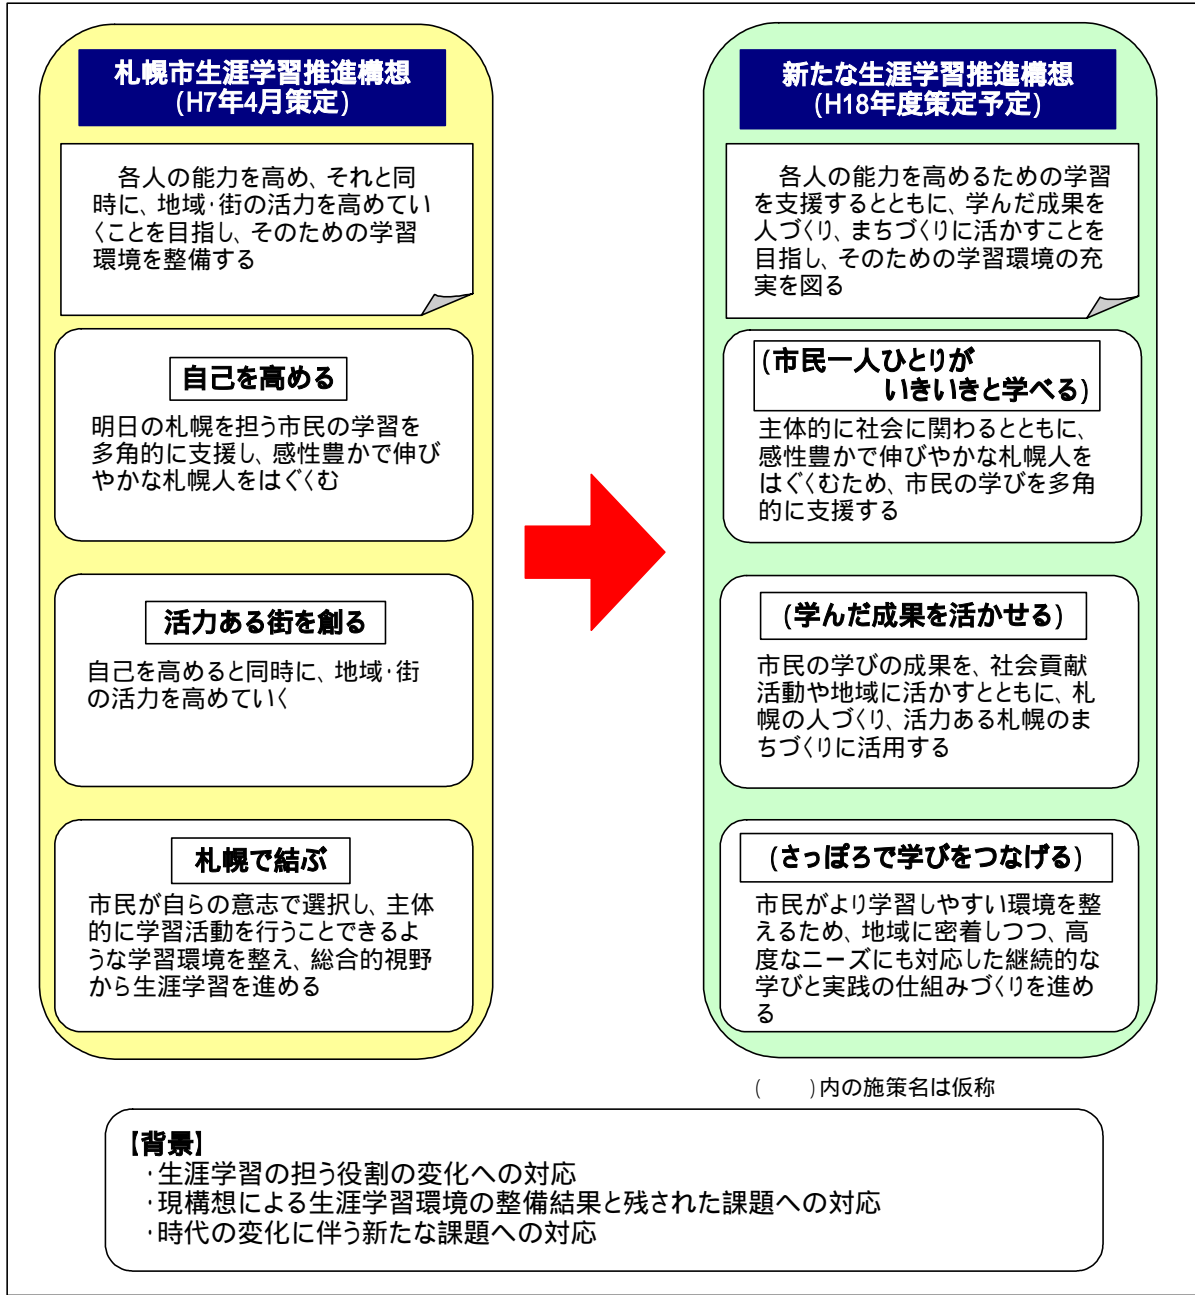 札幌市生涯学習推進構想
(H7年4月策定)
各人の能力を高め、それと同
時に、地域・街の活力を高めてい
くことを目指し、そのための学習
環境を整備する
自己を高める
明日の札幌を担う市民の学習を
多角的に支援し、感性豊かで伸び
やかな札幌人をはぐくむ
活力ある街を創る
自己を高めると同時に、地域・街
の活力を高めていく
札幌で結ぶ
市民が自らの意志で選択し、主体
的に学習活動を行うことできるよ
うな学習環境を整え、総合的視野
から生涯学習を進める
新たな生涯学習推進構想
(H18年度策定予定)
各人の能力を高めるための学習
を支援するとともに、学んだ成果を
人づくり、まちづくりに活かすことを
目指し、そのための学習環境の充
実を図る
(市民一人ひとりが
いきいきと学べる)
主体的に社会に関わるとともに、
感性豊かで伸びやかな札幌人を
はぐくむため、市民の学びを多角
的に支援する
(学んだ成果を活かせる)
市民の学びの成果を、社会貢献
活動や地域に活かすとともに、札
幌の人づくり、活力ある札幌のま
ちづくりに活用する
(さっぽろで学びをつなげる)
市民がより学習しやすい環境を整
えるため、地域に密着しつつ、高
度なニーズにも対応した継続的な
学びと実践の仕組みづくりを進め
る
(　　)内の施策名は仮称
【背景】
・生涯学習の担う役割の変化への対応
・現構想による生涯学習環境の整備結果と残された課題への対応
・時代の変化に伴う新たな課題への対応